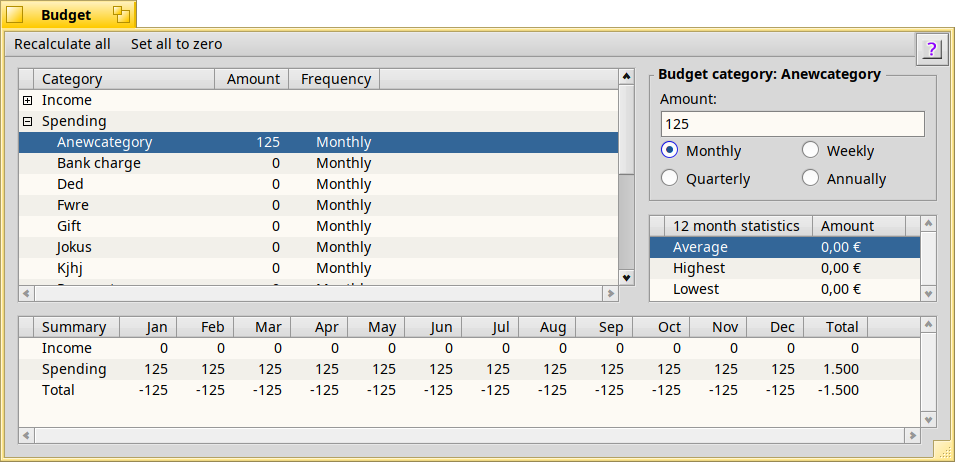 Budget
Recalculate all Set all to zero
?
Category Amount Frequency
Income
Spending
Anewcategory 125 Monthly
Bank charge 0 Monthly
Ded 0 Monthly
Fwre 0 Monthly
Gift 0 Monthly
Jokus 0 Monthly
Kjhj 0 Monthly
Budget category: Anewcategory
Amount:
125
Monthly Weekly
Quarterly Annually
12 month statistics Amount
Average 0,00 €
Highest 0,00 €
Lowest 0,00 €
Summary Jan Feb Mar Apr May Jun Jul Aug Sep Oct Nov Dec Total
Income 0 0 0 0 0 0 0 0 0 0 0 0 0
Spending 125 125 125 125 125 125 125 125 125 125 125 125 1.500
Total -125 -125 -125 -125 -125 -125 -125 -125 -125 -125 -125 -125 -1.500